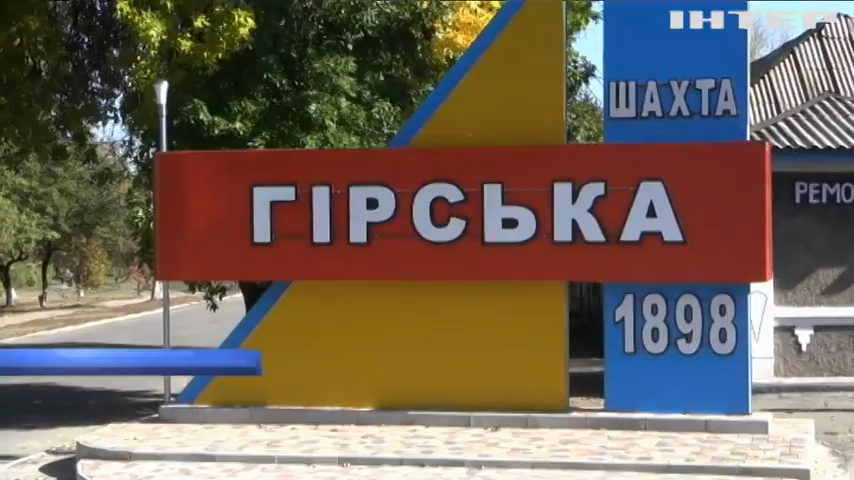 ІНТЕР
ШАХТА
ГІРСЬКА
РЕМО
1898